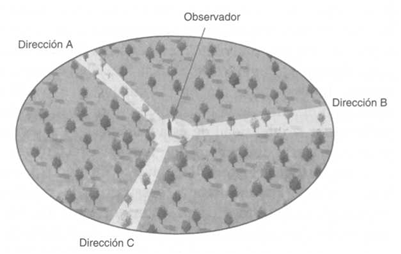 Observador
Dirección A
Dirección B
Dirección C